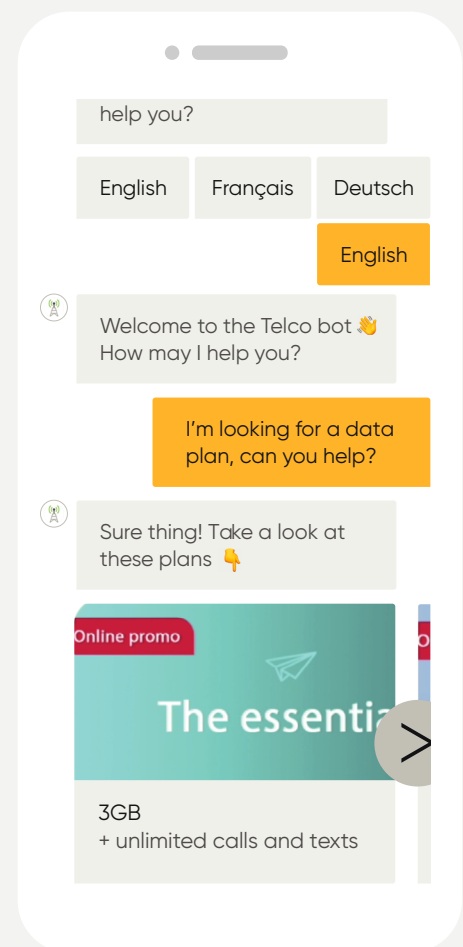 help you?
English Français Deutsch
English
Welcome to the Telco bot 👋
How may I help you?
I'm looking for a data
plan, can you help?
Sure thing! Take a look at
these plans 👇
Online promo
The essentia
3GB
+ unlimited calls and texts